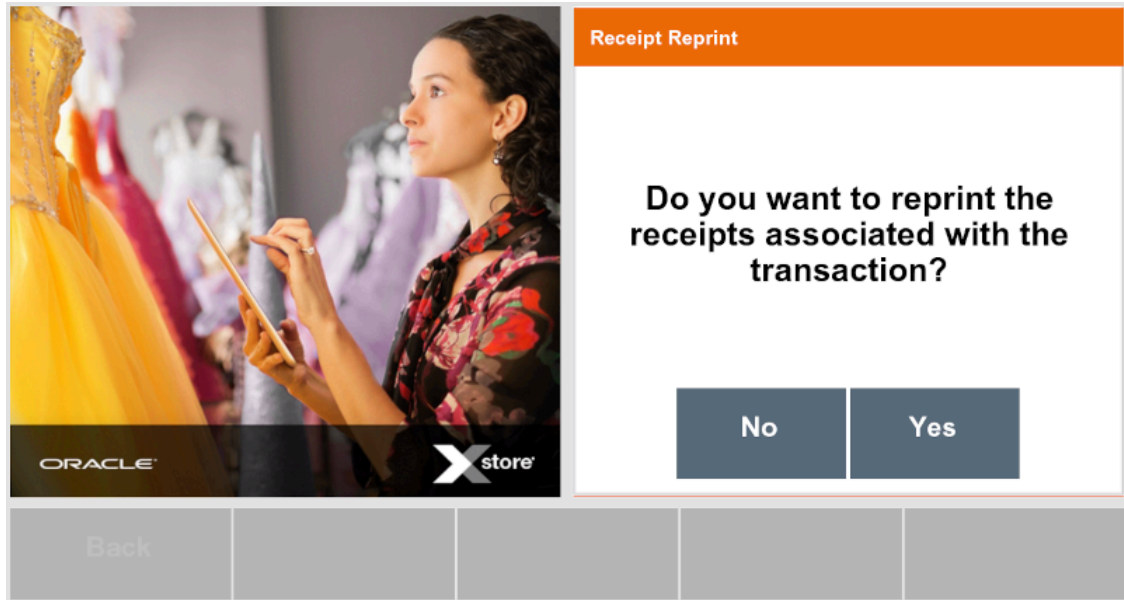 Receipt Reprint
Do you want to reprint the
receipts associated with the
transaction?
No
Yes
ORACLE
Xstore
Back